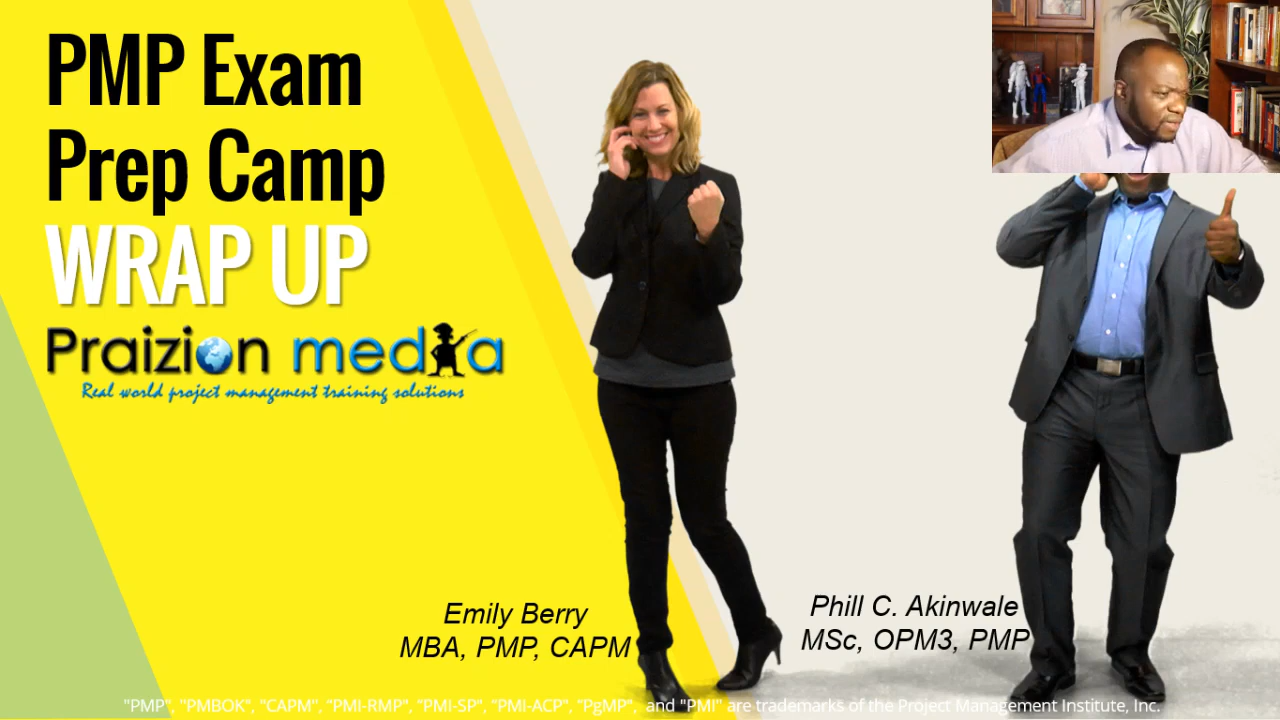 PMP Exam
Prep Camp
WRAP UP
Praizion media
Real world project management training solutions
Emily Berry
MBA, PMP, CAPM
Phill C. Akinwale
MSc, OPM3, PMP
"PMP", "PMBOK", "CAPM", "PMI-RMP", "PMI-SP", "PMI-ACP", "PgMP", and "PMI" are trademarks of the Project Management Institute, Inc.